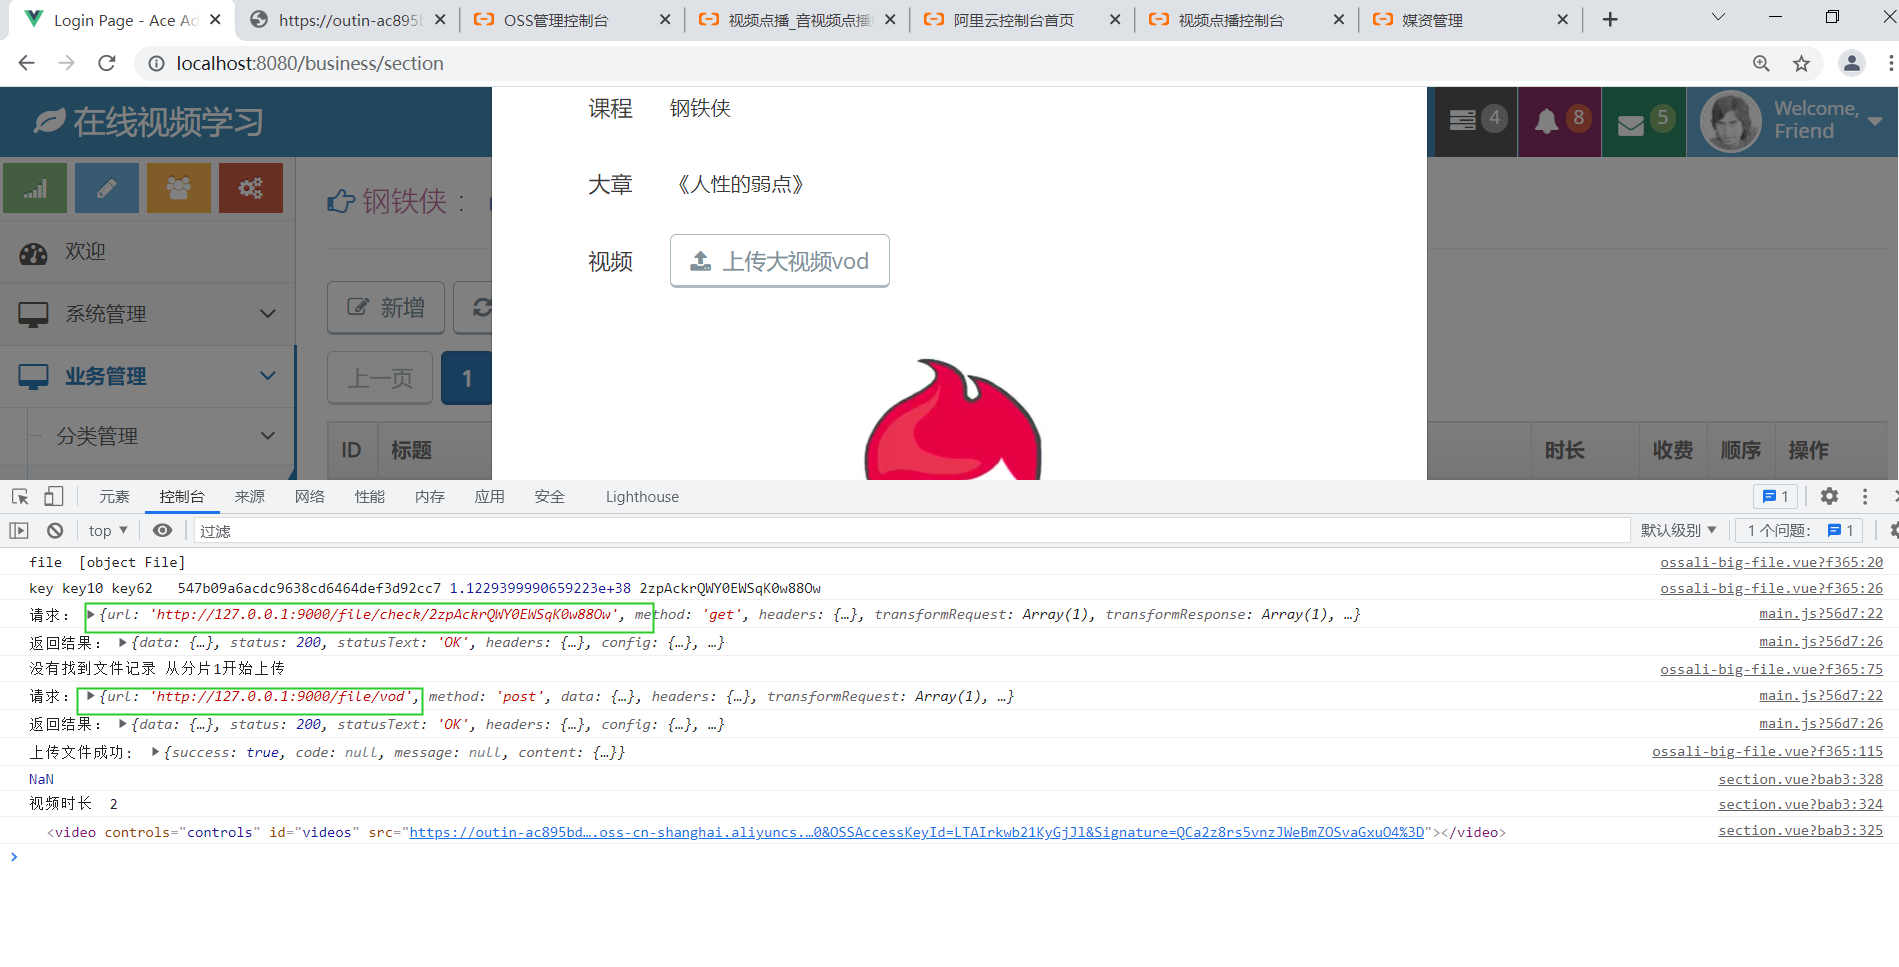 Login Page - Ace Ad
https://outin-ac895b
OSS管理控制台
视频点播_音视频点播
阿里云控制台首页
视频点播控制台
媒资管理
localhost:8080/business/section
在线视频学习
课程 钢铁侠
4
8
5
Welcome,
Friend
大章 《人性的弱点》
钢铁侠：
欢迎
视频 上传大视频vod
系统管理
新增
业务管理
上一页 1
分类管理
ID 标题 时长 收费 顺序 操作
元素 控制台 来源 网络 性能 内存 应用 安全 Lighthouse 1
top 过滤 默认级别 1 个问题： 1
file [object File] ossali-big-file.vue?f365:20
key key10 key62 547b09a6acdc9638cd6464def3d92cc7 1.1229399990659223e+38 2zpAckrQWY0EWSqK0w88Ow ossali-big-file.vue?f365:26
请求： {url: 'http://127.0.0.1:9000/file/check/2zpAckrQWY0EWSqK0w88Ow', method: 'get', headers: {…}, transformRequest: Array(1), transformResponse: Array(1), …} main.js?56d7:22
返回结果： {data: {…}, status: 200, statusText: 'OK', headers: {…}, config: {…}, …} main.js?56d7:26
没有找到文件记录 从分片1开始上传 ossali-big-file.vue?f365:75
请求： {url: 'http://127.0.0.1:9000/file/vod', method: 'post', data: {…}, headers: {…}, transformRequest: Array(1), …} main.js?56d7:22
返回结果： {data: {…}, status: 200, statusText: 'OK', headers: {…}, config: {…}, …} main.js?56d7:26
上传文件成功： {success: true, code: null, message: null, content: {…}} ossali-big-file.vue?f365:115
NaN section.vue?bab3:328
视频时长 2 section.vue?bab3:324
<video controls="controls" id="videos" src="https://outin-ac895bd….oss-cn-shanghai.aliyuncs.…0&OSSAccessKeyId=LTAIrkwb21KyGjJl&Signature=QCa2z8rs5vnzJWeBmZOSvaGxuO4%3D"></video> section.vue?bab3:325